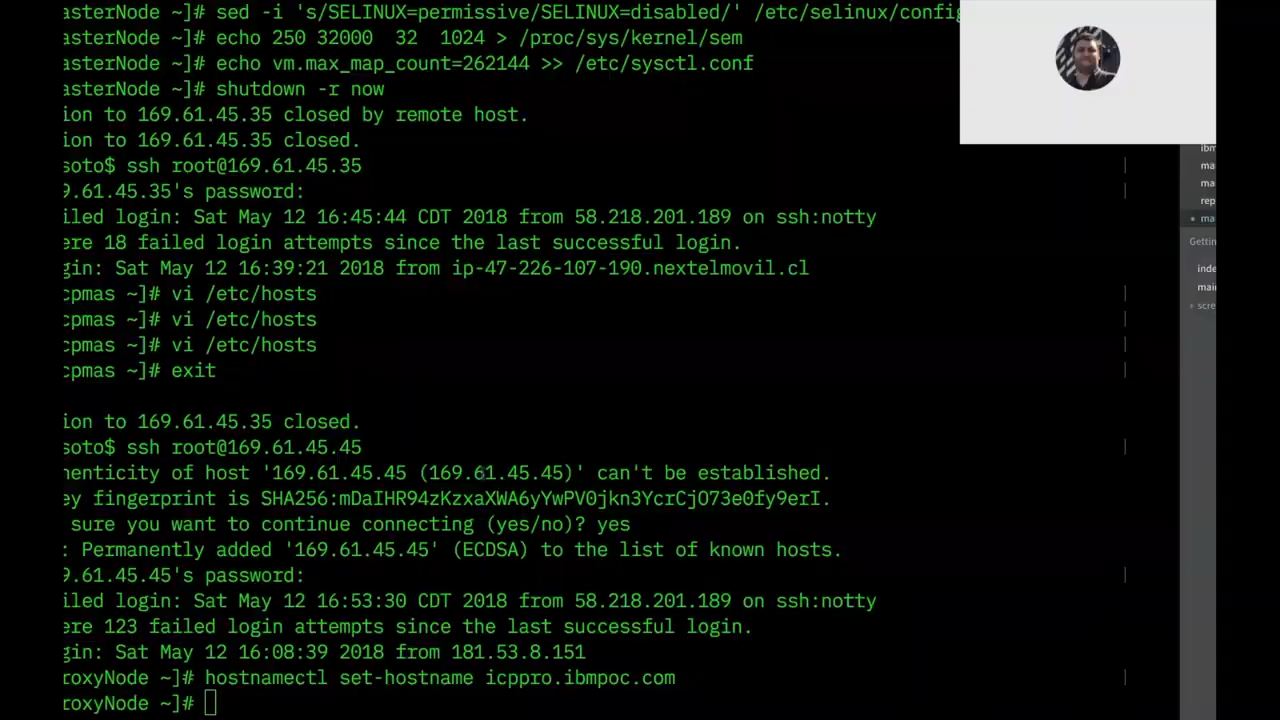 asterNode ~]# sed -i 's/SELINUX=permissive/SELINUX=disabled/' /etc/selinux/config
asterNode ~]# echo 250 32000  32  1024 > /proc/sys/kernel/sem
asterNode ~]# echo vm.max_map_count=262144 >> /etc/sysctl.conf
asterNode ~]# shutdown -r now
ion to 169.61.45.35 closed by remote host.
ion to 169.61.45.35 closed.
soto$ ssh root@169.61.45.35
9.61.45.35's password:
iled login: Sat May 12 16:45:44 CDT 2018 from 58.218.201.189 on ssh:notty
ere 18 failed login attempts since the last successful login.
gin: Sat May 12 16:39:21 2018 from ip-47-226-107-190.nextelmovil.cl
cpmas ~]# vi /etc/hosts
cpmas ~]# vi /etc/hosts
cpmas ~]# vi /etc/hosts
cpmas ~]# exit
ion to 169.61.45.35 closed.
soto$ ssh root@169.61.45.45
henticity of host '169.61.45.45 (169.61.45.45)' can't be established.
ey fingerprint is SHA256:mDaIHR94zKzxaXWA6yYwPV0jkn3YcrCjO73e0fy9erI.
sure you want to continue connecting (yes/no)? yes
: Permanently added '169.61.45.45' (ECDSA) to the list of known hosts.
9.61.45.45's password:
iled login: Sat May 12 16:53:30 CDT 2018 from 58.218.201.189 on ssh:notty
ere 123 failed login attempts since the last successful login.
gin: Sat May 12 16:08:39 2018 from 181.53.8.151
roxyNode ~]# hostnamectl set-hostname icppro.ibmpoc.com
roxyNode ~]#
ibm
ma
ma
rep
ma
Gettin
inde
main
scre